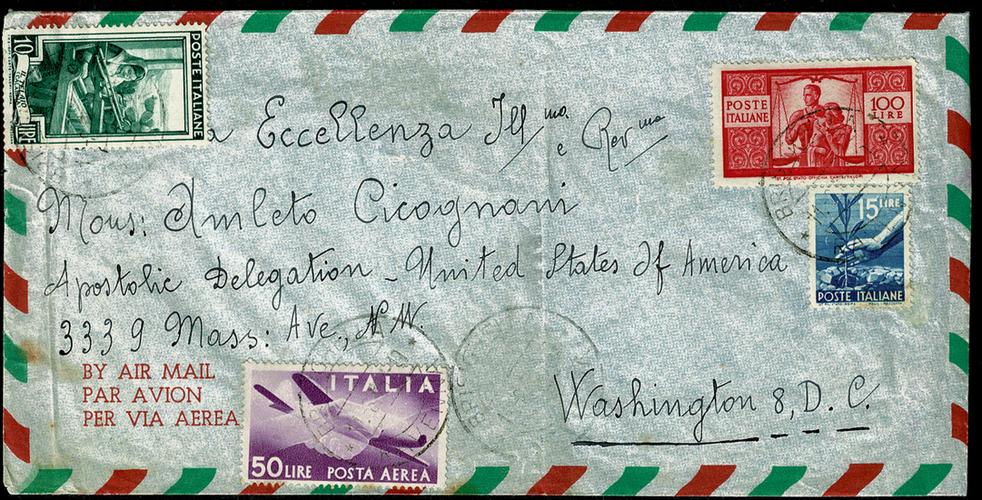 POSTE ITALIANE
10 LIRE
POSTE ITALIANE
100 LIRE
a Eccellenza Ill ma e Rev ma
Mons: Amleto Cicognani
15 LIRE
POSTE ITALIANE
Apostolic Delegation - United States Of America
3339 Mass: Ave., N.W.
BY AIR MAIL
PAR AVION
PER VIA AEREA
ITALIA
50 LIRE POSTA AEREA
Washington 8, D. C.